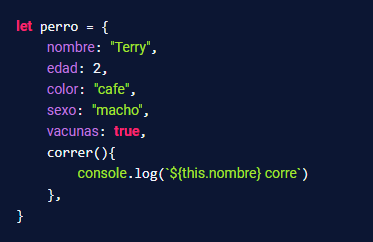 let perro = {
nombre: "Terry",
edad: 2,
color: "cafe",
sexo: "macho",
vacunas: true,
correr(){
console.log(`${this.nombre} corre`)
},
}